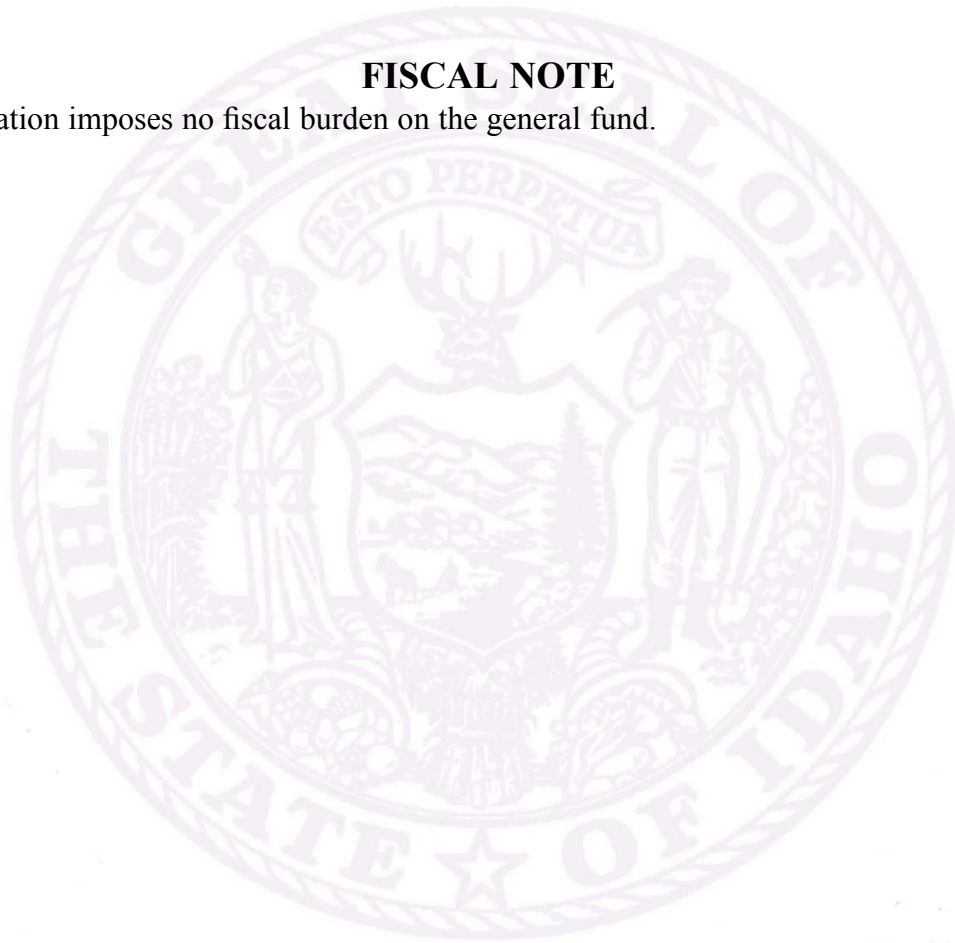 FISCAL NOTE
ation imposes no fiscal burden on the general fund.
GREAT SEAL OF
ESTO PERPETUA
THE STATE OF IDAHO